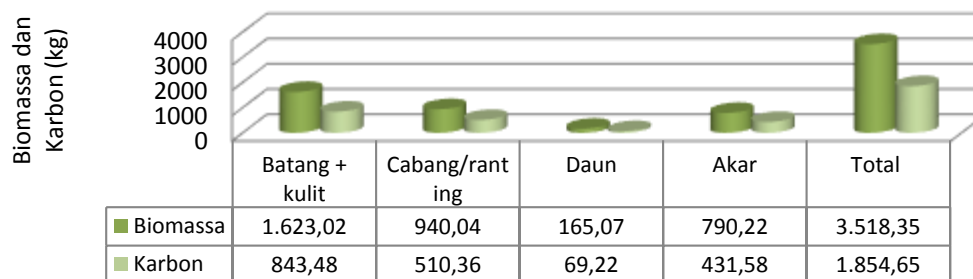 Biomassa dan
Karbon (kg)
4000
3000
2000
1000
0
Batang +
kulit
Cabang/rant
ing
Daun
Akar
Total
Biomassa 1.623,02 940,04 165,07 790,22 3.518,35
Karbon 843,48 510,36 69,22 431,58 1.854,65